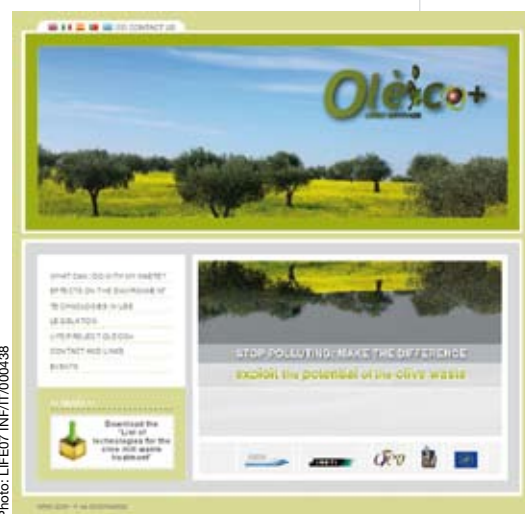 CONTACT US
Olèico+
WHAT CAN I DO WITH MY WASTE?
EFFECTS ON THE ENVIRONMENT
TECHNOLOGIES IN USE
LEGISLATION
LIFE PROJECT OLEICO+
CONTACT AND LINKS
EVENTS
STOP POLLUTING: MAKE THE DIFFERENCE
exploit the potential of the olive waste
Download the
"List of
technologies for the
olive mill waste
treatment"
Photo: LIFE07 INF/IT/000438